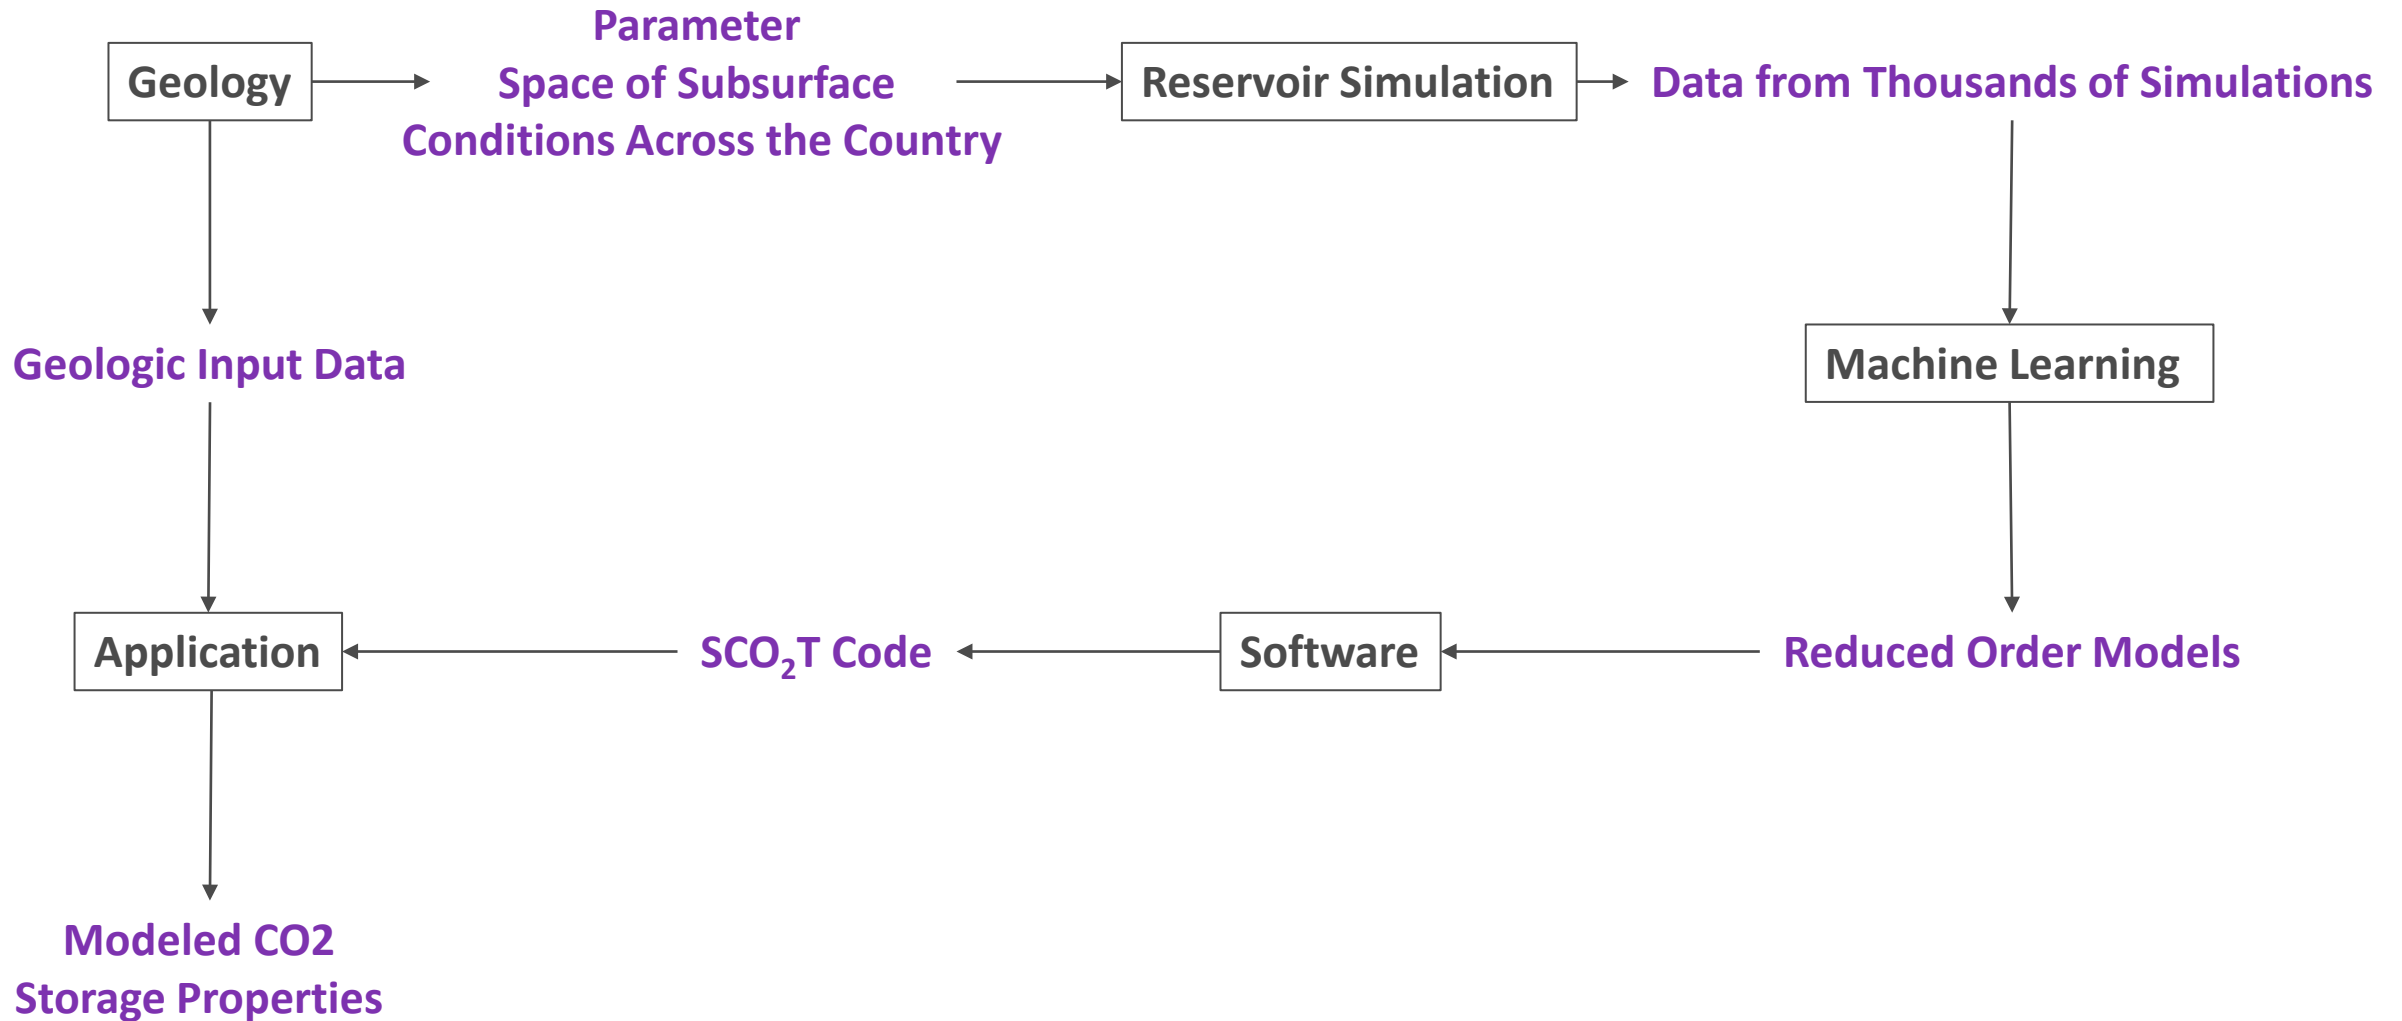 Geology
Parameter
Space of Subsurface
Conditions Across the Country
Reservoir Simulation
Data from Thousands of Simulations
Geologic Input Data
Machine Learning
Application
SCO₂T Code
Software
Reduced Order Models
Modeled CO2
Storage Properties